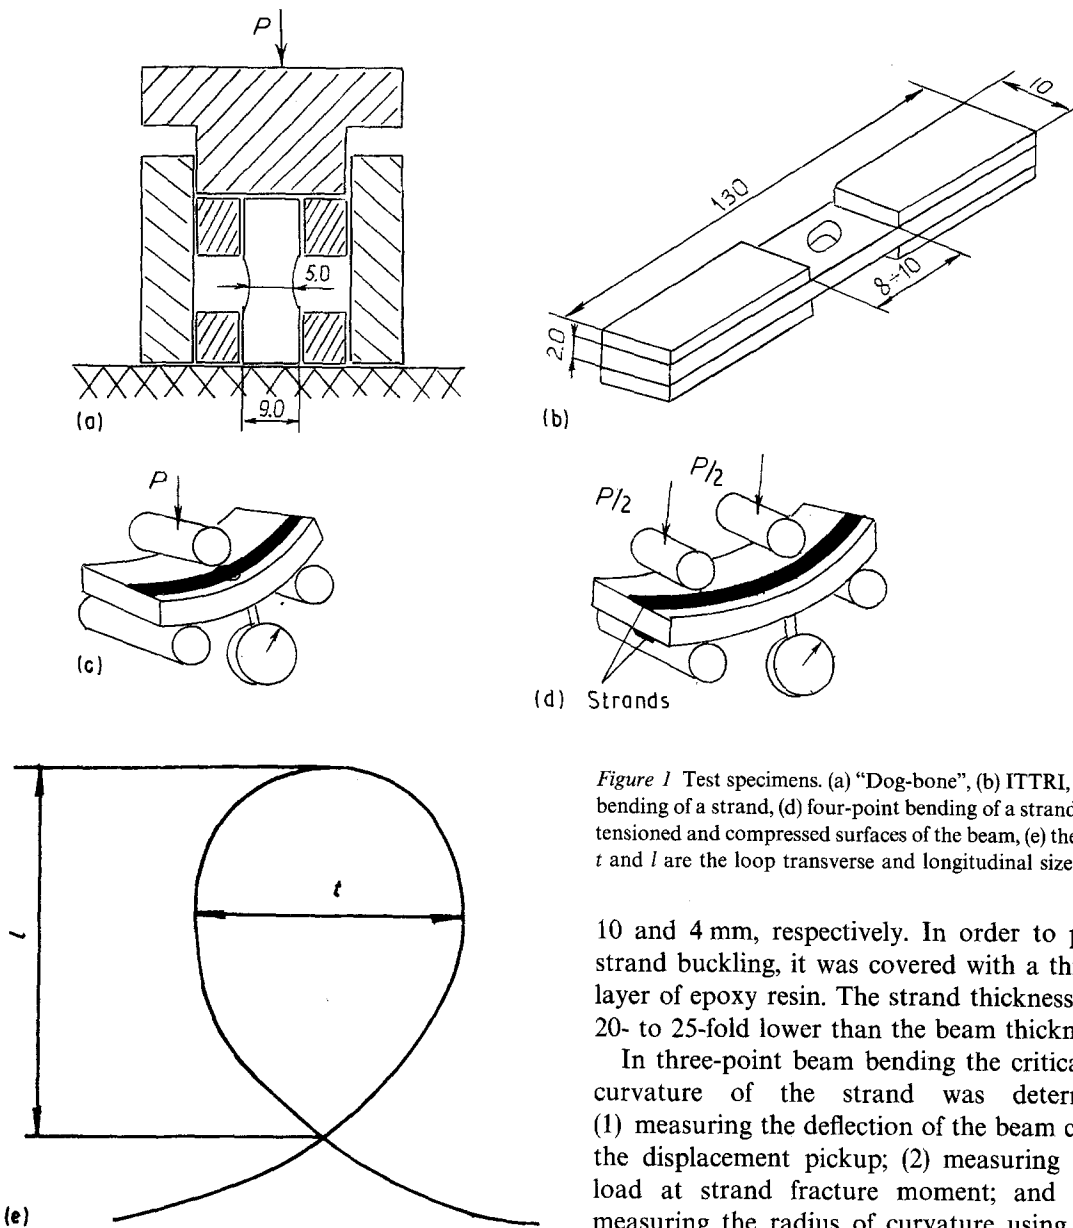 P
5.0
9.0
(a)
130
10
8÷10
2.0
(b)
P
(c)
P/2
P/2
(d) Strands
t
l
(e)
Figure 1 Test specimens. (a) “Dog-bone”, (b) ITTRI,
bending of a strand, (d) four-point bending of a strand
tensioned and compressed surfaces of the beam, (e) the
t and l are the loop transverse and longitudinal size
10 and 4 mm, respectively. In order to p
strand buckling, it was covered with a thi
layer of epoxy resin. The strand thickness
20- to 25-fold lower than the beam thickn
In three-point beam bending the critica
curvature of the strand was deter
(1) measuring the deflection of the beam c
the displacement pickup; (2) measuring
load at strand fracture moment; and
measuring the radius of curvature using